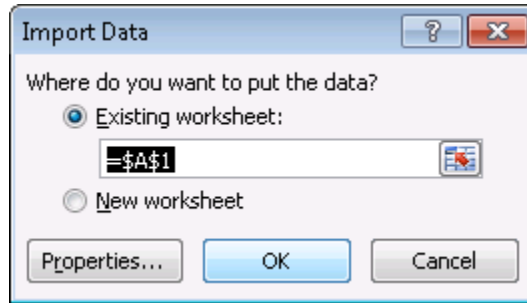 Import Data
Where do you want to put the data?
Existing worksheet:
=$A$1
New worksheet
Properties... OK Cancel